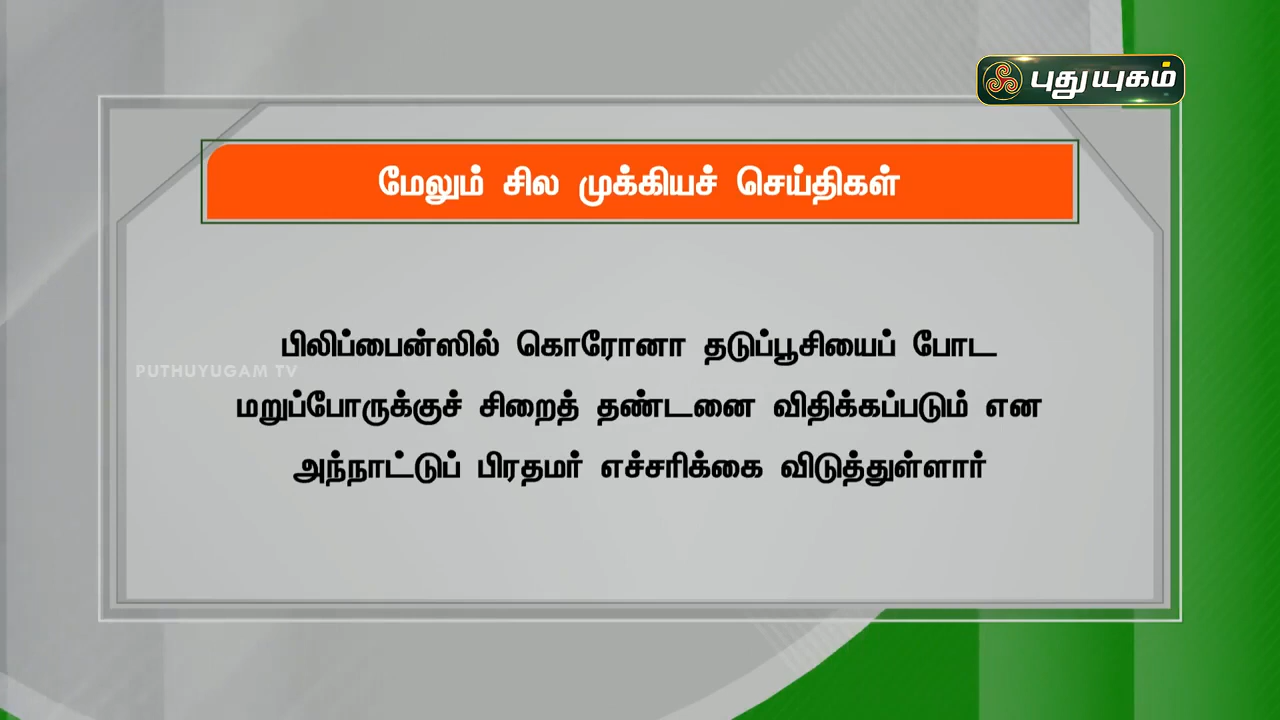 புதுயுகம்
மேலும் சில முக்கியச் செய்திகள்
பிலிப்பைன்ஸில் கொரோனா தடுப்பூசியைப் போட
PUTHUYUGAM TV
மறுப்போருக்குச் சிறைத் தண்டனை விதிக்கப்படும் என
அந்நாட்டுப் பிரதமர் எச்சரிக்கை விடுத்துள்ளார்